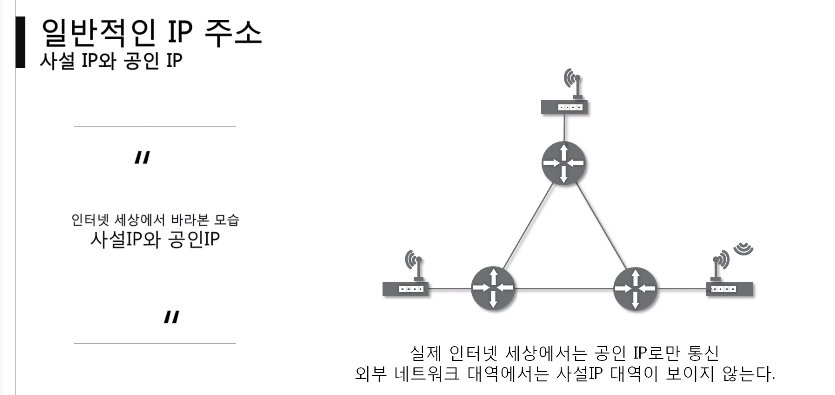 일반적인 IP 주소
사설 IP와 공인 IP
"
인터넷 세상에서 바라본 모습
사설IP와 공인IP
"
실제 인터넷 세상에서는 공인 IP로만 통신
외부 네트워크 대역에서는 사설IP 대역이 보이지 않는다.